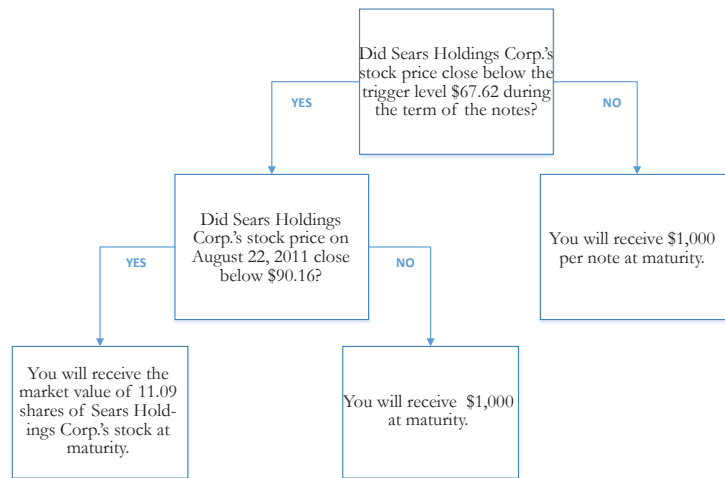 Did Sears Holdings Corp.'s
stock price close below the
trigger level $67.62 during
the term of the notes?
YES
NO
Did Sears Holdings
Corp.'s stock price on
August 22, 2011 close
below $90.16?
You will receive $1,000
per note at maturity.
YES
NO
You will receive the
market value of 11.09
shares of Sears Hold-
ings Corp.'s stock at
maturity.
You will receive $1,000
at maturity.